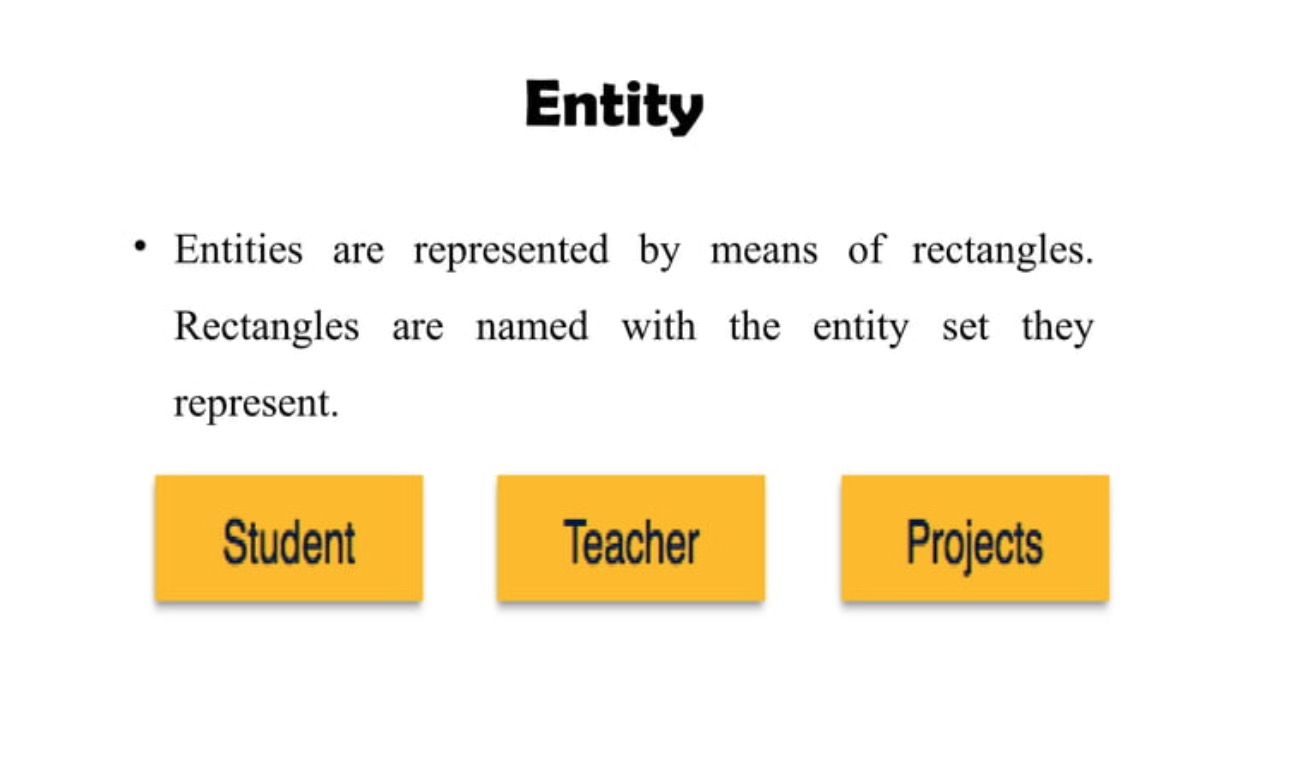 Entity
• Entities are represented by means of rectangles.
Rectangles are named with the entity set they
represent.
Student Teacher Projects